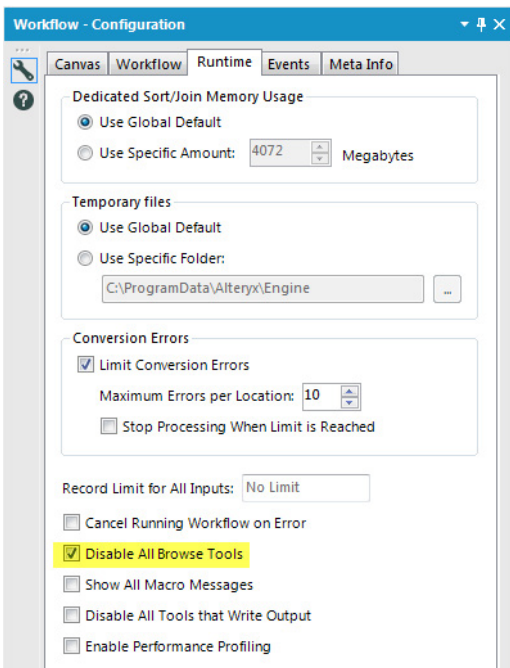 Workflow - Configuration
Canvas Workflow Runtime Events Meta Info
Dedicated Sort/Join Memory Usage
Use Global Default
Use Specific Amount: 4072 Megabytes
Temporary files
Use Global Default
Use Specific Folder:
C:\ProgramData\Alteryx\Engine ...
Conversion Errors
Limit Conversion Errors
Maximum Errors per Location: 10
Stop Processing When Limit is Reached
Record Limit for All Inputs: No Limit
Cancel Running Workflow on Error
Disable All Browse Tools
Show All Macro Messages
Disable All Tools that Write Output
Enable Performance Profiling